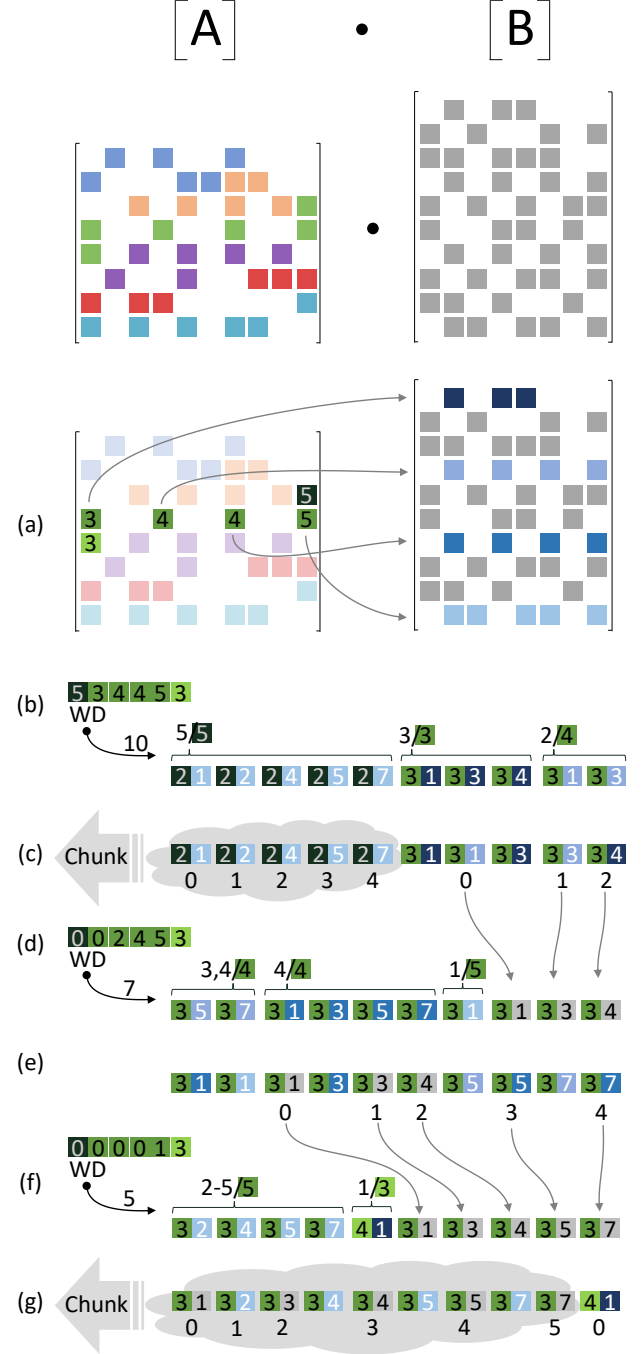 [A] • [B]
5
(a) 3 4 4 5
3
(b) 5 3 4 4 5 3
WD
10
5/5 3/3 2/4
2 1 2 2 2 4 2 5 2 7 3 1 3 3 3 4 3 1 3 3
(c) Chunk 2 1 2 2 2 4 2 5 2 7 3 1 3 1 3 3 3 3 3 4
0 1 2 3 4 0 1 2
(d) 0 0 2 4 5 3
WD
7
3,4/4 4/4 1/5
3 5 3 7 3 1 3 3 3 5 3 7 3 1 3 1 3 3 3 4
(e) 3 1 3 1 3 1 3 3 3 3 3 4 3 5 3 5 3 7 3 7
0 1 2 3 4
0 0 0 0 1 3
WD
(f) 5
2-5/5 1/3
3 2 3 4 3 5 3 7 4 1 3 1 3 3 3 4 3 5 3 7
(g) Chunk 3 1 3 2 3 3 3 4 3 4 3 5 3 5 3 7 3 7 4 1
0 1 2 3 4 5 0